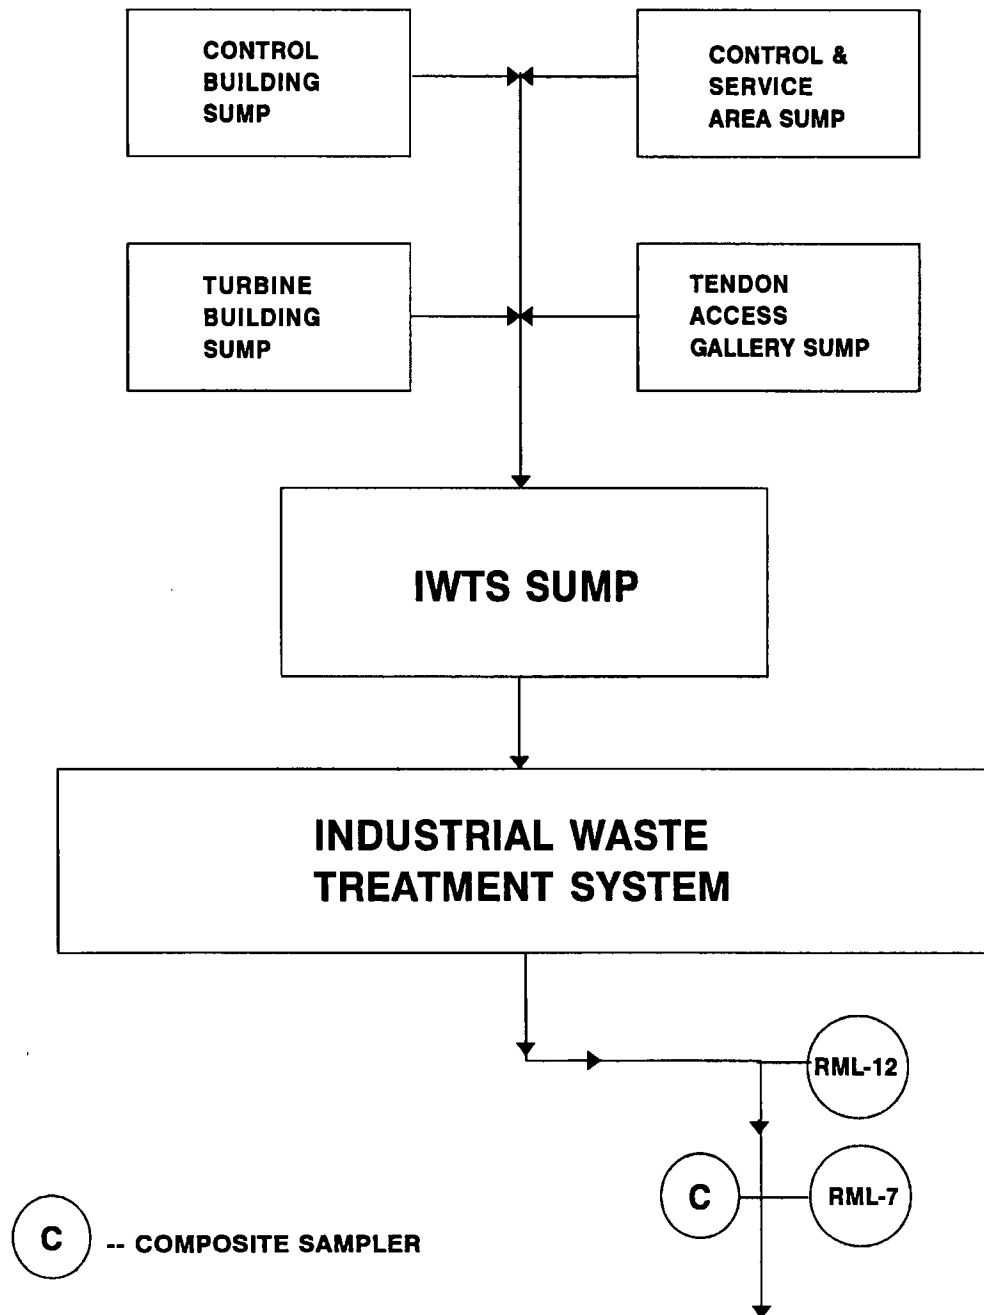 CONTROL
BUILDING
SUMP
CONTROL &
SERVICE
AREA SUMP
TURBINE
BUILDING
SUMP
TENDON
ACCESS
GALLERY SUMP
IWTS SUMP
INDUSTRIAL WASTE
TREATMENT SYSTEM
RML-12
C
RML-7
C -- COMPOSITE SAMPLER